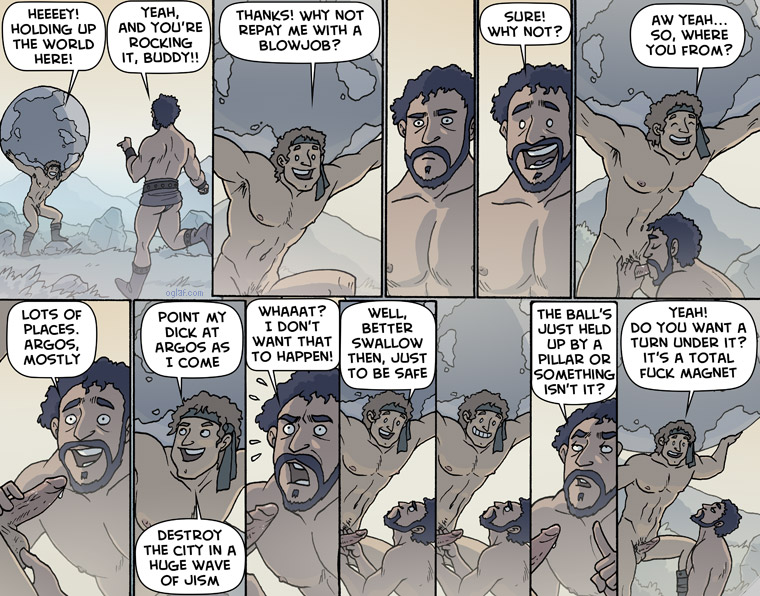 HEEEEY!
HOLDING UP
THE WORLD
HERE!
YEAH,
AND YOU'RE
ROCKING
IT, BUDDY!!
THANKS! WHY NOT
REPAY ME WITH A
BLOWJOB?
SURE!
WHY NOT?
AW YEAH...
SO, WHERE
YOU FROM?
oglaf.com
LOTS OF
PLACES.
ARGOS,
MOSTLY
POINT MY
DICK AT
ARGOS AS
I COME
DESTROY
THE CITY IN A
HUGE WAVE
OF JISM
WHAAAT?
I DON'T
WANT THAT
TO HAPPEN!
WELL,
BETTER
SWALLOW
THEN, JUST
TO BE SAFE
THE BALL'S
JUST HELD
UP BY A
PILLAR OR
SOMETHING
ISN'T IT?
YEAH!
DO YOU WANT A
TURN UNDER IT?
IT'S A TOTAL
FUCK MAGNET